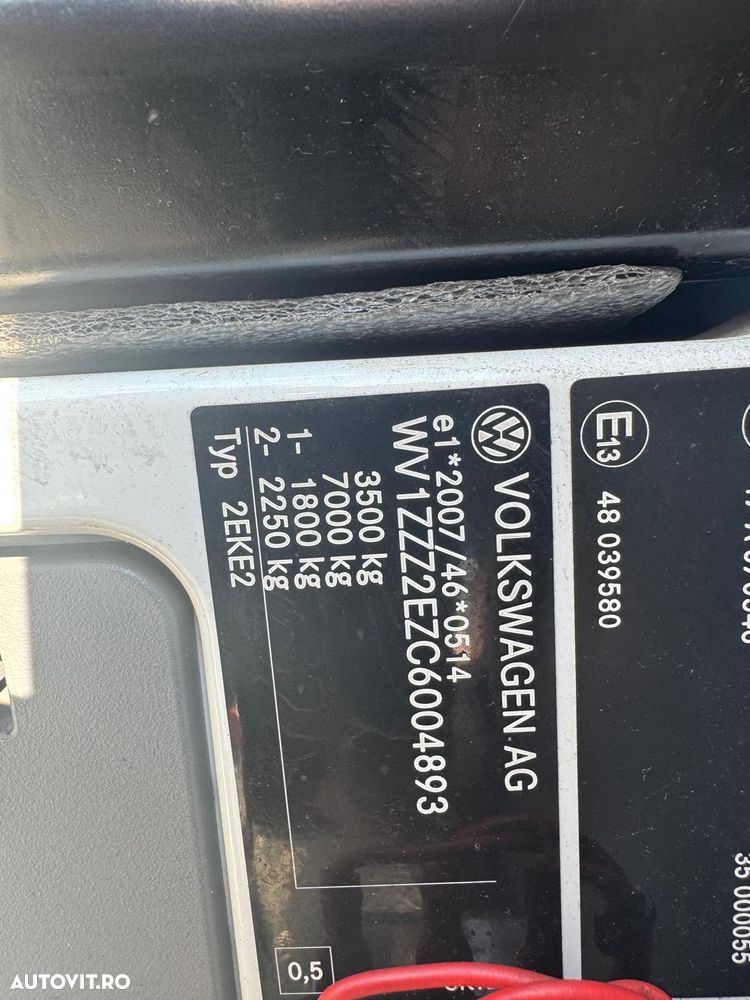 VOLKSWAGEN AG
e1*2007/46*0514
WV1ZZZ2EZC6004893
3500 kg
7000 kg
1- 1800 kg
2- 2250 kg
Typ 2EKE2
0,5
E13
48 039580
35 000055
AUTOVIT.RO